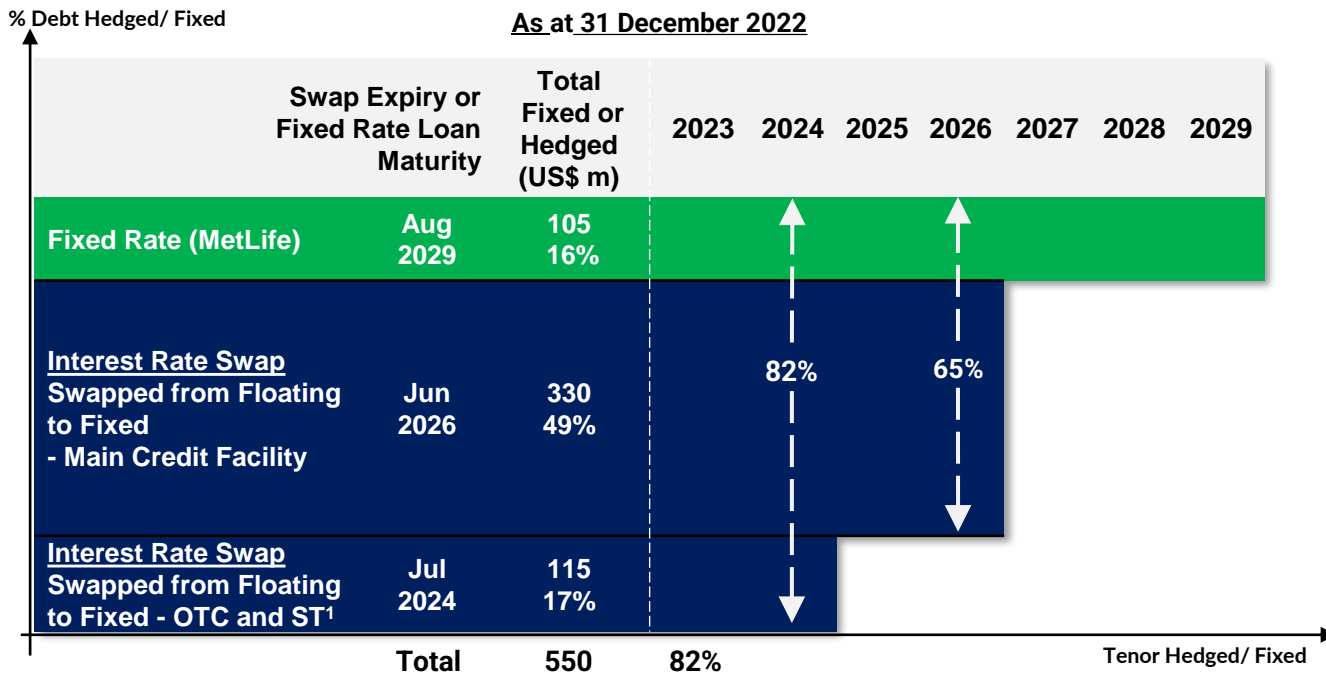 % Debt Hedged/ Fixed
As at 31 December 2022
Swap Expiry or
Fixed Rate Loan
Maturity
Total
Fixed or
Hedged
(US$ m)
2023 2024 2025 2026 2027 2028 2029
Fixed Rate (MetLife)
Aug
2029
105
16%
Interest Rate Swap
Swapped from Floating
to Fixed
- Main Credit Facility
Jun
2026
330
49%
82%
65%
Interest Rate Swap
Swapped from Floating
to Fixed - OTC and ST¹
Jul
2024
115
17%
Total 550 82%
Tenor Hedged/ Fixed